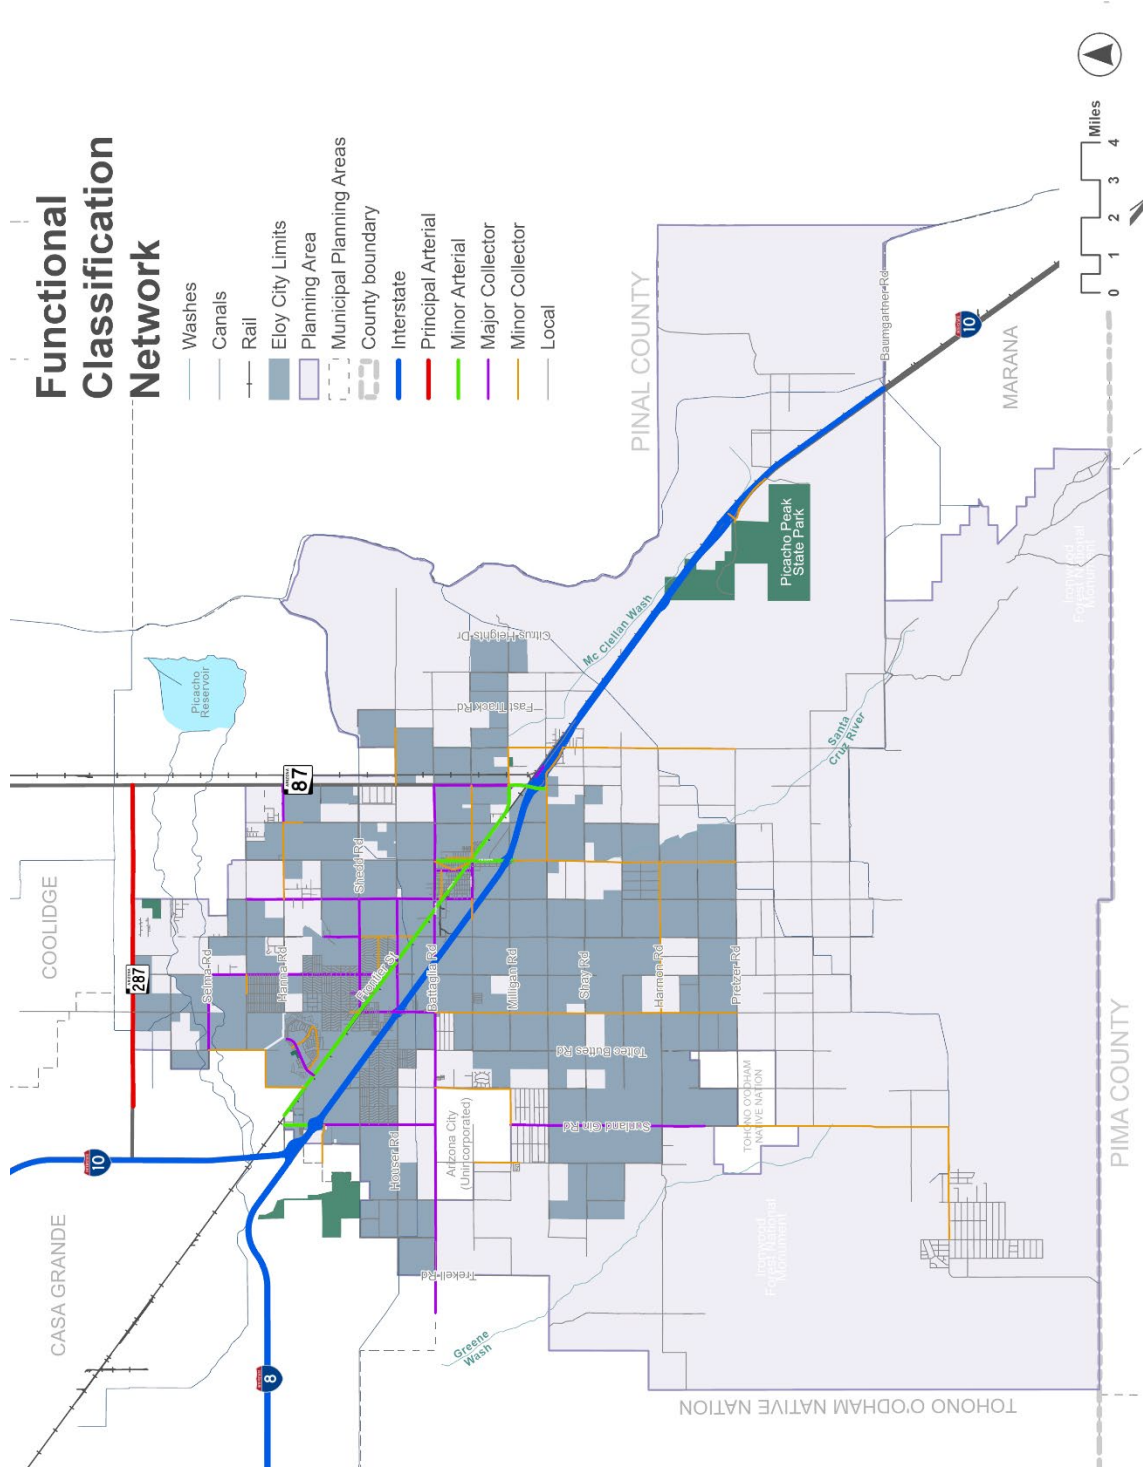 Functional
Classification
Network
Washes
Canals
Rail
Eloy City Limits
Planning Area
Municipal Planning Areas
County boundary
Interstate
Principal Arterial
Minor Arterial
Major Collector
Minor Collector
Local
0 1 2 3 4
Miles
CASA GRANDE
COOLIDGE
PINAL COUNTY
MARANA
PIMA COUNTY
TOHONO O'ODHAM NATIVE NATION
TOHONO O'ODHAM
NATIVE NATION
10
8
287
87
10
Picacho
Reservoir
Selma Rd
Hanna Rd
Shedd Rd
Frontier St
Houser Rd
Battaglia Rd
Arizona City
(Unincorporated)
Trekell Rd
Milligan Rd
Shay Rd
Harmon Rd
Pretzer Rd
Toltec Buttes Rd
Sunland Gin Rd
Fast Track Rd
Citrus Heights Dr
Baumgartner Rd
Mc Clellan Wash
Santa
Cruz River
Greene
Wash
Picacho Peak
State Park
Ironwood
Forest National
Monument
Ironwood
Forest National
Monument